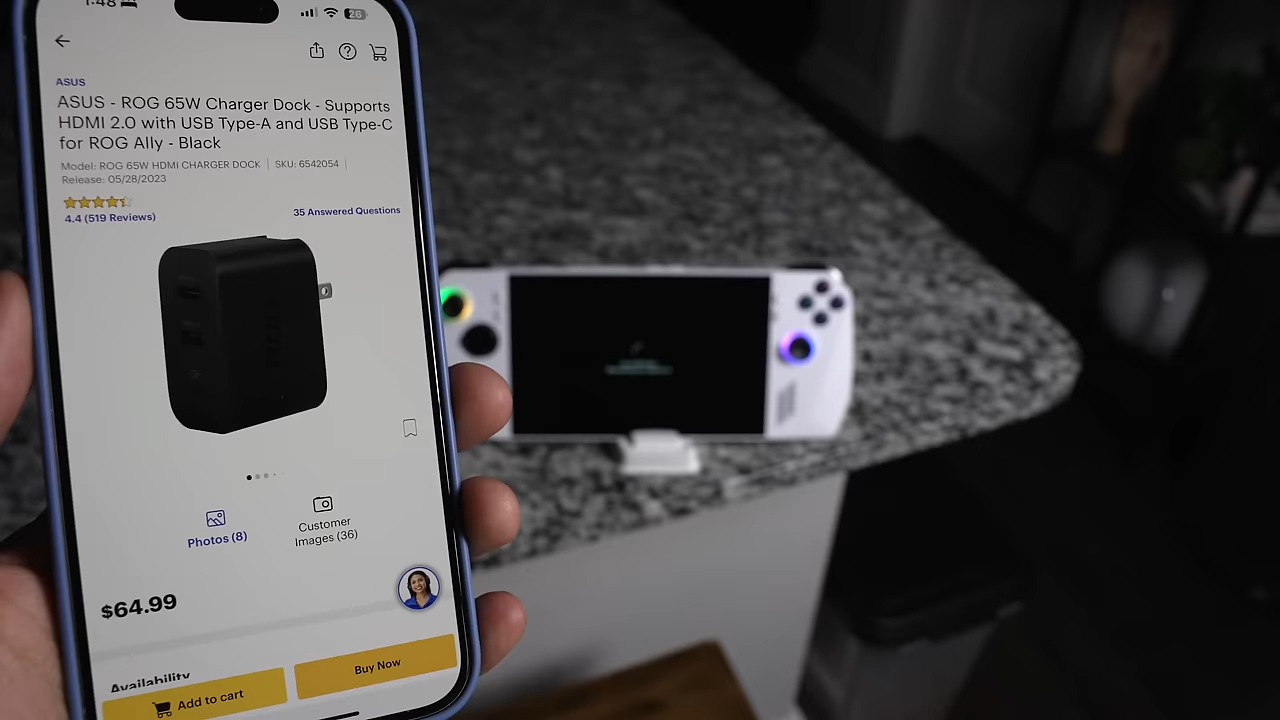 1:48
26
ASUS
ASUS - ROG 65W Charger Dock - Supports
HDMI 2.0 with USB Type-A and USB Type-C
for ROG Ally - Black
Model: ROG 65W HDMI CHARGER DOCK | SKU: 6542054 |
Release: 05/28/2023
4.4 (519 Reviews)
35 Answered Questions
Photos (8)
Customer
Images (36)
$64.99
Availability
Add to cart
Buy Now